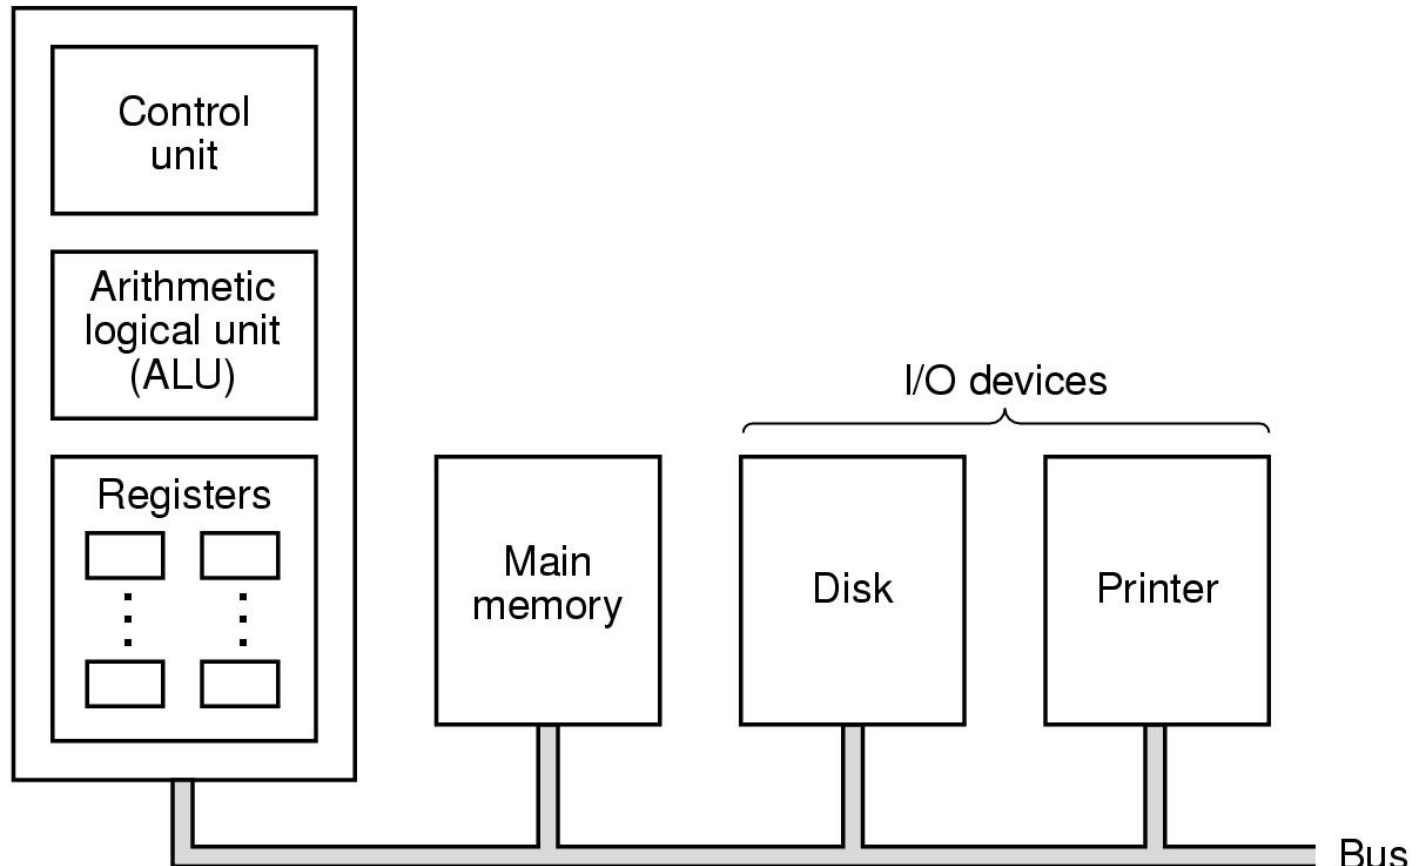 Control
unit
Arithmetic
logical unit
(ALU)
Registers
I/O devices
Main
memory
Disk
Printer
Bus